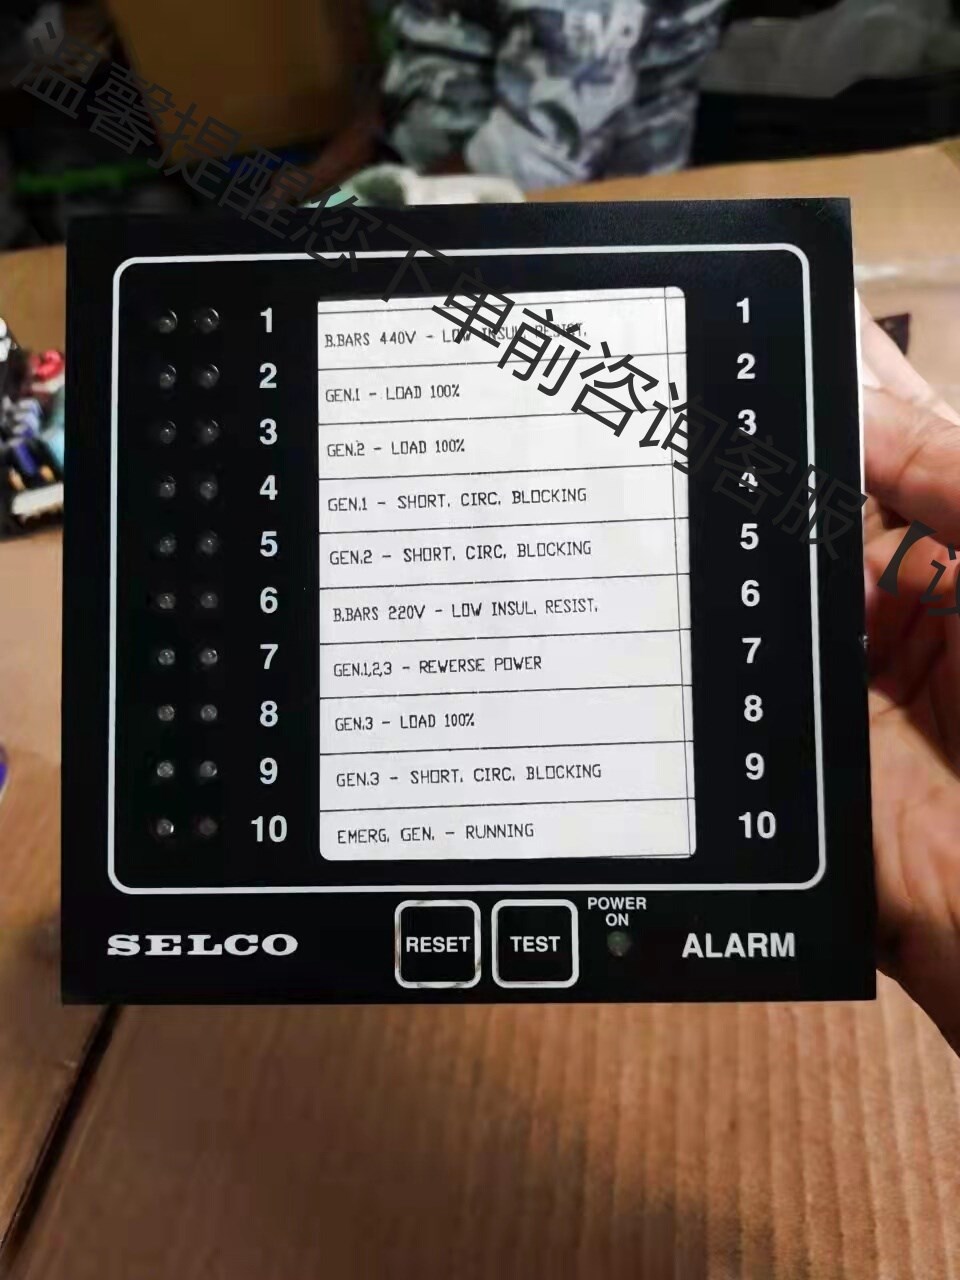 温馨提醒您下单前咨询客服【议
1 B.BARS 440V - LOW INSUL. RESIST. 1
2 GEN.1 - LOAD 100% 2
3 GEN.2 - LOAD 100% 3
4 GEN.1 - SHORT. CIRC. BLOCKING 4
5 GEN.2 - SHORT. CIRC. BLOCKING 5
6 B.BARS 220V - LOW INSUL. RESIST. 6
7 GEN.1,2,3 - REWERSE POWER 7
8 GEN.3 - LOAD 100% 8
9 GEN.3 - SHORT. CIRC. BLOCKING 9
10 EMERG. GEN. - RUNNING 10
POWER
ON
SELCO RESET TEST ALARM